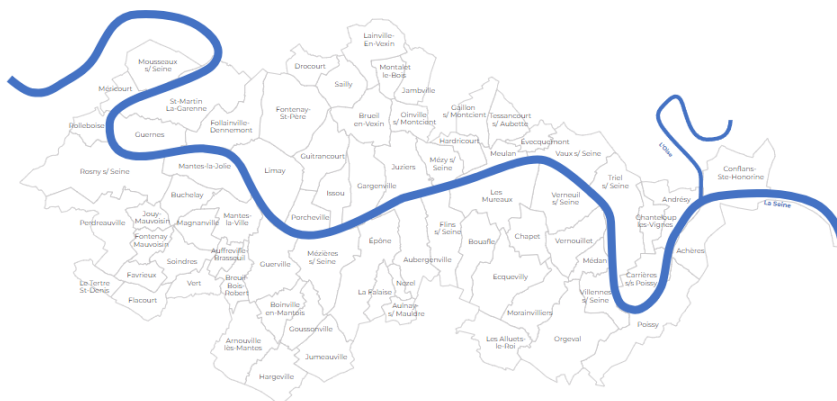 Lainville-
En-Vexin
Mousseaux
s/ Seine
Drocourt
Montalet
le-Bois
Sailly
Méricourt
Jambville
St-Martin
La-Garenne
Fontenay-
St-Père
Gaillon
s/ Montcient
Tessancourt
s/ Aubette
Rolleboise
Follainville-
Dennemont
Brueil
en-Vexin
Oinville
s/ Montcient
Guernes
Hardricourt
Évecquemont
L'Oise
Guitrancourt
Meulan
Vaux s/ Seine
Mantes-la-Jolie
Mézy s/
Seine
Rosny s/ Seine
Limay
Juziers
Triel
s/ Seine
Conflans-
Ste-Honorine
Gargenville
Buchelay
Issou
Les
Mureaux
Verneuil
s/ Seine
Andrésy
La Seine
Perdreauville
Jouy-
Mauvoisin
Magnanville
Mantes-
la-Ville
Porcheville
Flins
s/ Seine
Chanteloup
les-Vignes
Fontenay
Mauvoisin
Épône
Bouafle
Chapet
Vernouillet
Auffreville-
Brasseuil
Mézières
s/ Seine
Achères
Soindres
Guerville
Aubergenville
Médan
Favrieux
Ecquevilly
Carrières
s/s Poissy
Le Tertre
St-Denis
Vert
Breuil-
Bois-
Robert
Nézel
La Falaise
Villennes
s/ Seine
Flacourt
Boinville
en-Mantois
Aulnay
s/ Mauldre
Morainvilliers
Poissy
Goussonville
Arnouville
lès-Mantes
Les Alluets-
le-Roi
Orgeval
Jumeauville
Hargeville